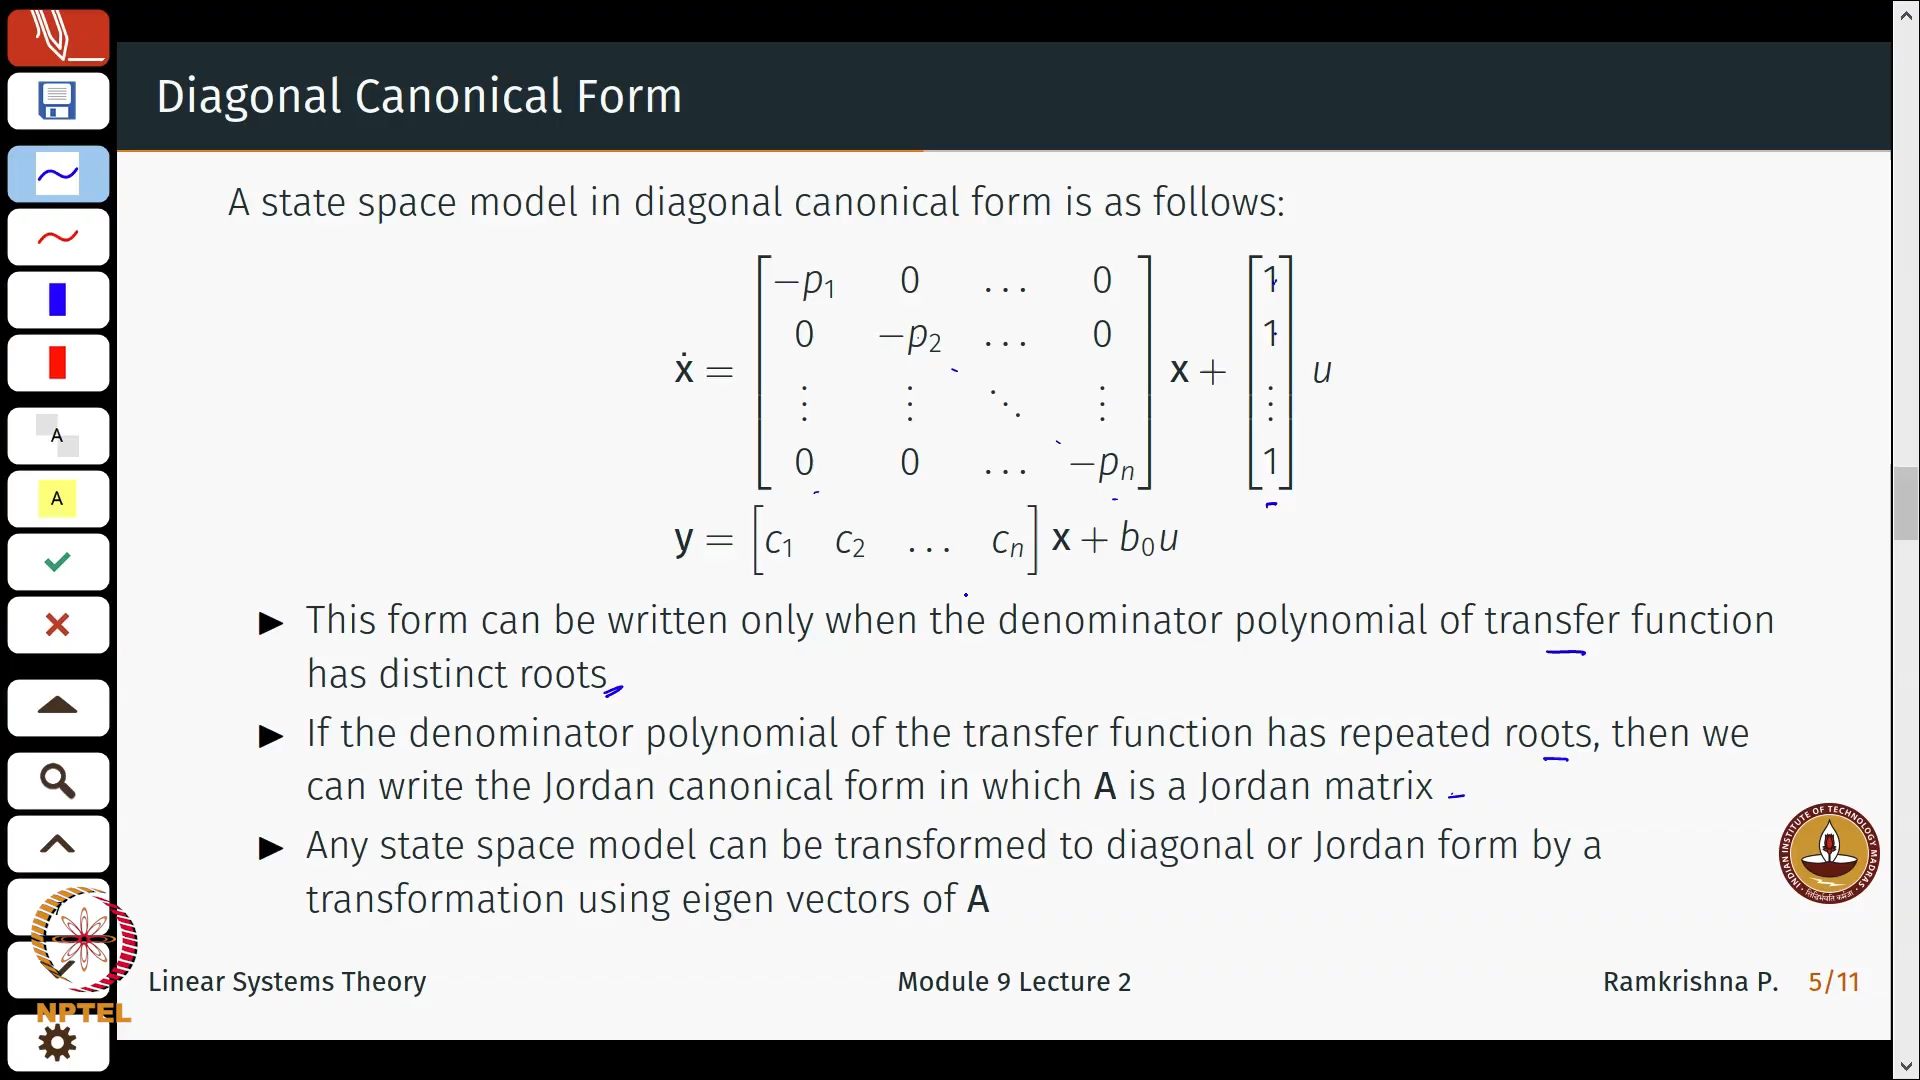 Diagonal Canonical Form
A state space model in diagonal canonical form is as follows:
ẋ = [−p₁ 0 … 0
0 −p₂ … 0
⋮ ⋮ ⋱ ⋮
0 0 … −pₙ] x + [1
1
⋮
1] u
y = [c₁ c₂ … cₙ] x + b₀u
▶ This form can be written only when the denominator polynomial of transfer function
has distinct roots
▶ If the denominator polynomial of the transfer function has repeated roots, then we
can write the Jordan canonical form in which A is a Jordan matrix
▶ Any state space model can be transformed to diagonal or Jordan form by a
transformation using eigen vectors of A
Linear Systems Theory Module 9 Lecture 2 Ramkrishna P. 5/11
A
A
NPTEL
INDIAN INSTITUTE OF TECHNOLOGY MADRAS